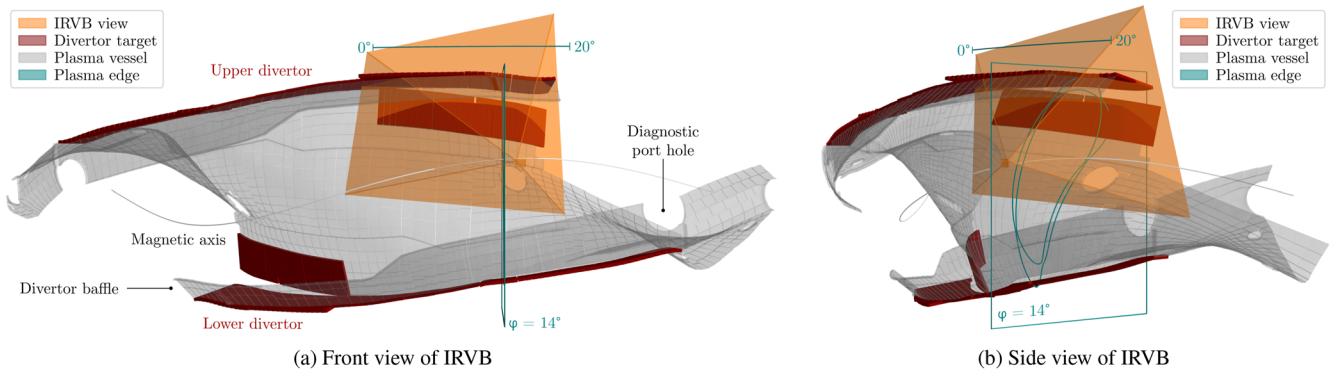 IRVB view
Divertor target
Plasma vessel
Plasma edge
0°
20°
Upper divertor
Diagnostic
port hole
Magnetic axis
Divertor baffle
Lower divertor
φ = 14°
(a) Front view of IRVB
IRVB view
Divertor target
Plasma vessel
Plasma edge
0°
20°
φ = 14°
(b) Side view of IRVB